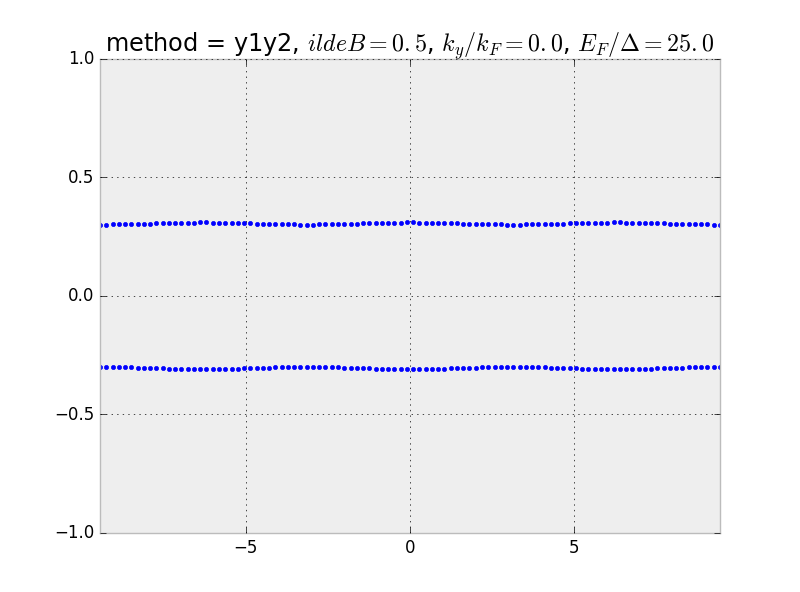 method = y1y2, ildeB = 0.5, k_y/k_F = 0.0, E_F/Δ = 25.0
1.0
0.5
0.0
−0.5
−1.0
−5 0 5